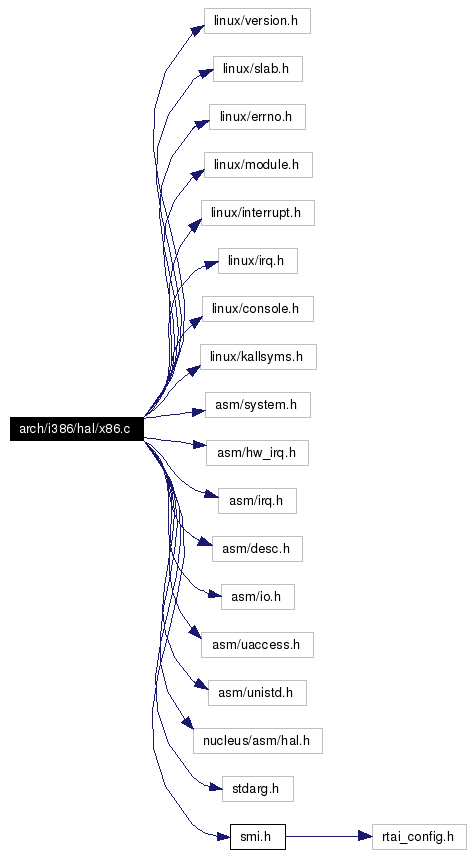 linux/version.h
linux/slab.h
linux/errno.h
linux/module.h
linux/interrupt.h
linux/irq.h
linux/console.h
linux/kallsyms.h
asm/system.h
arch/i386/hal/x86.c
asm/hw_irq.h
asm/irq.h
asm/desc.h
asm/io.h
asm/uaccess.h
asm/unistd.h
nucleus/asm/hal.h
stdarg.h
smi.h
rtai_config.h